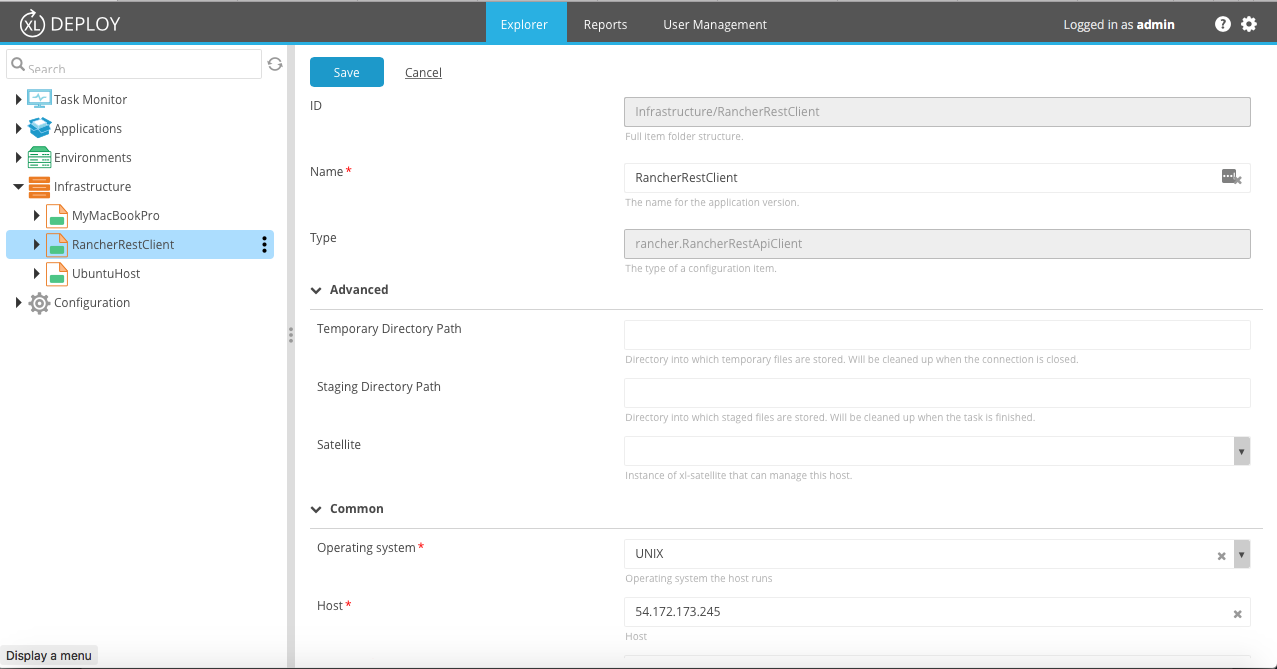 XL DEPLOY
Explorer
Reports
User Management
Logged in as admin
?
Search
Task Monitor
Applications
Environments
Infrastructure
MyMacBookPro
RancherRestClient
UbuntuHost
Configuration
Display a menu
Save
Cancel
ID
Infrastructure/RancherRestClient
Full item folder structure.
Name*
RancherRestClient
The name for the application version.
Type
rancher.RancherRestApiClient
The type of a configuration item.
Advanced
Temporary Directory Path
Directory into which temporary files are stored. Will be cleaned up when the connection is closed.
Staging Directory Path
Directory into which staged files are stored. Will be cleaned up when the task is finished.
Satellite
Instance of xl-satellite that can manage this host.
Common
Operating system*
UNIX
Operating system the host runs
Host*
54.172.173.245
Host